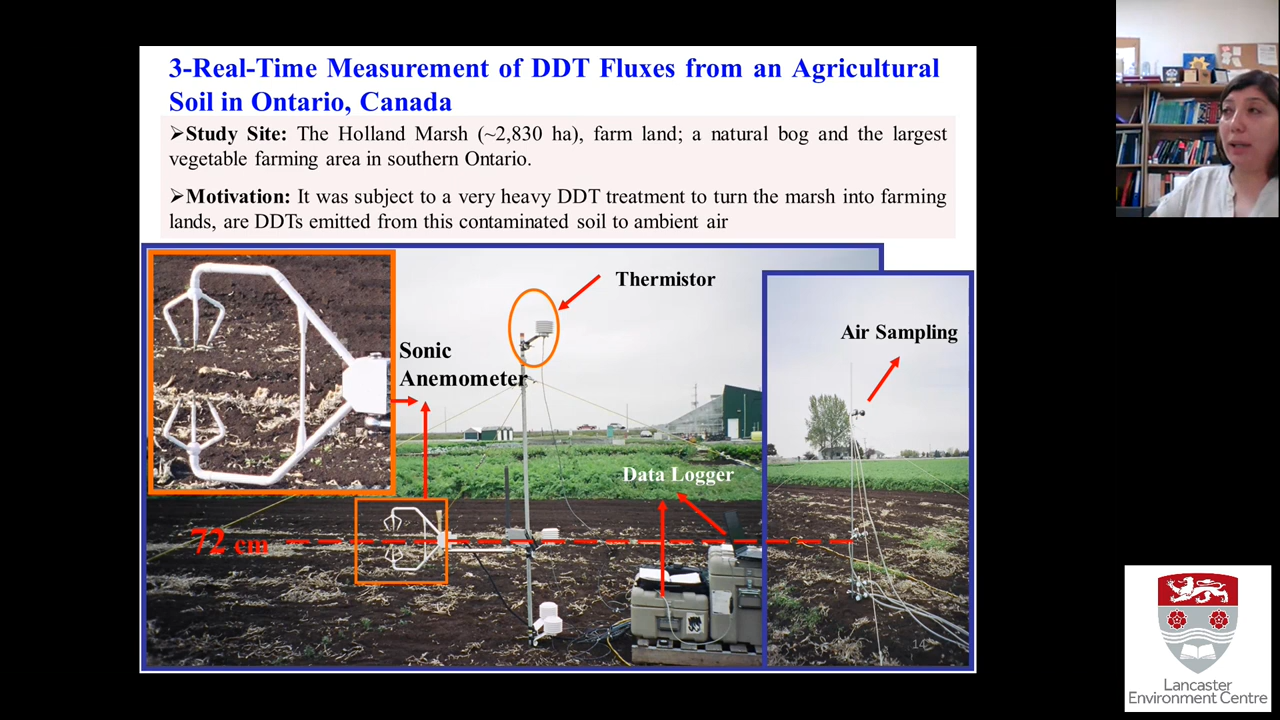 3-Real-Time Measurement of DDT Fluxes from an Agricultural
Soil in Ontario, Canada
➢Study Site: The Holland Marsh (~2,830 ha), farm land; a natural bog and the largest
vegetable farming area in southern Ontario.
➢Motivation: It was subject to a very heavy DDT treatment to turn the marsh into farming
lands, are DDTs emitted from this contaminated soil to ambient air
Thermistor
Air Sampling
Sonic
Anemometer
Data Logger
72 cm
14
Lancaster
Environment Centre